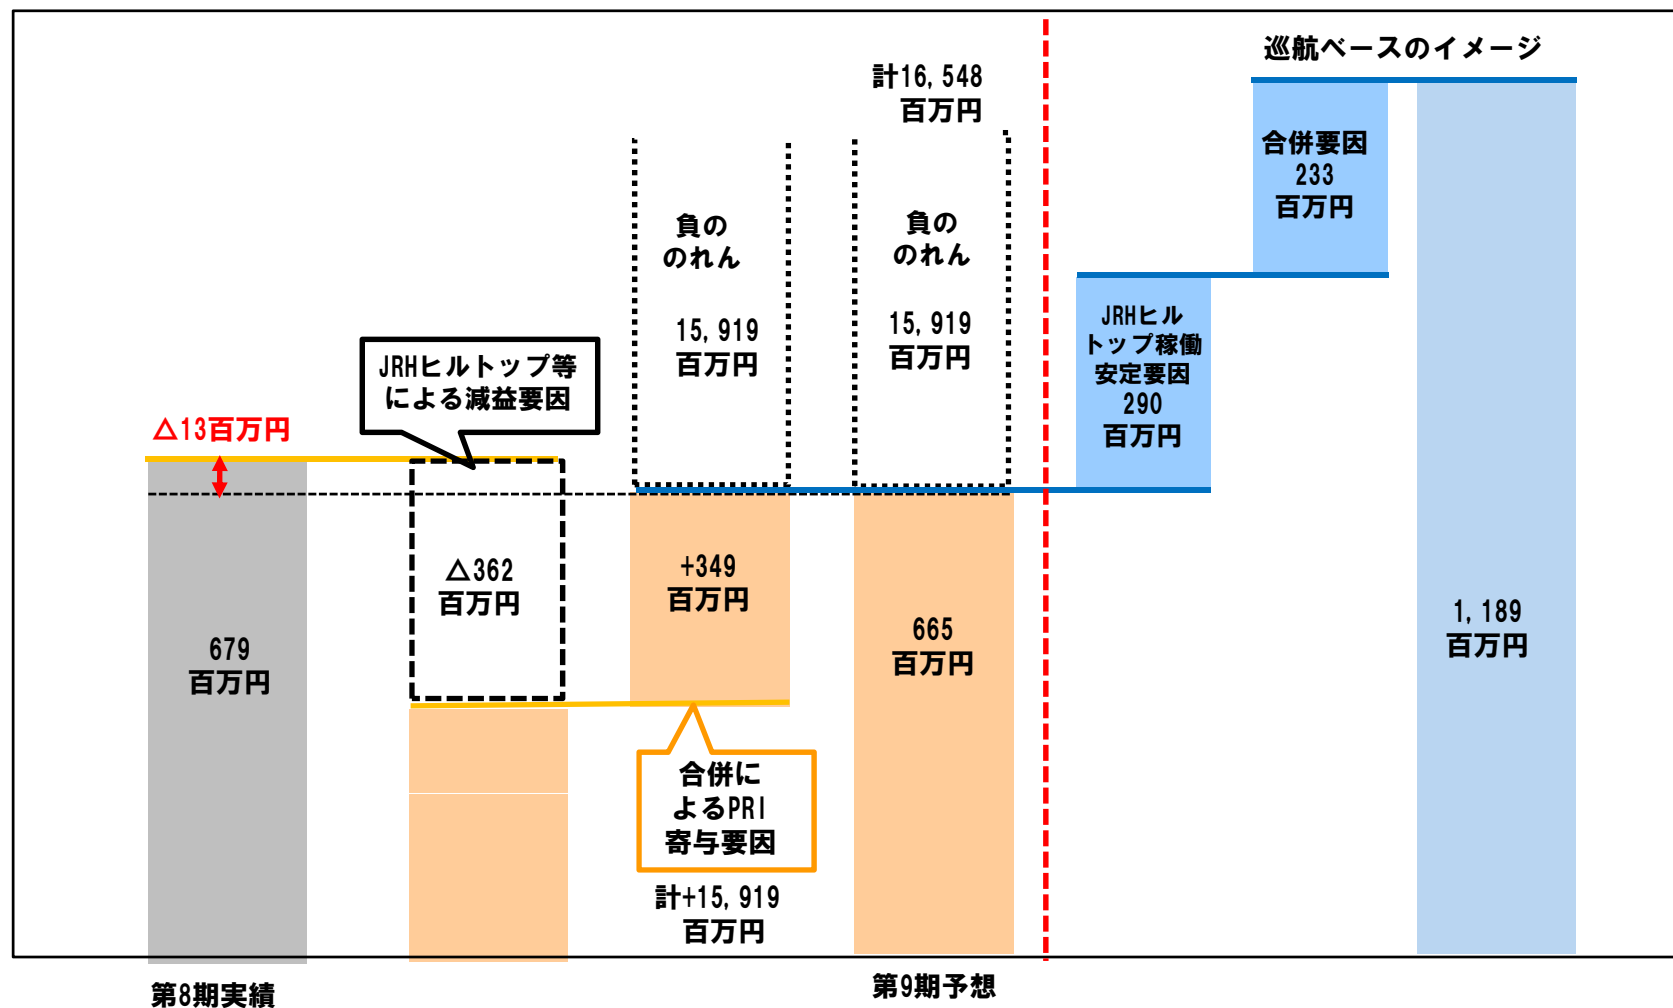 巡航ベースのイメージ
計16,548
百万円
合併要因
233
百万円
負の
のれん
15,919
百万円
負の
のれん
15,919
百万円
JRHヒル
トップ稼働
安定要因
290
百万円
JRHヒルトップ等
による減益要因
△13百万円
△362
百万円
+349
百万円
679
百万円
665
百万円
1,189
百万円
合併に
よるPRI
寄与要因
計+15,919
百万円
第8期実績
第9期予想